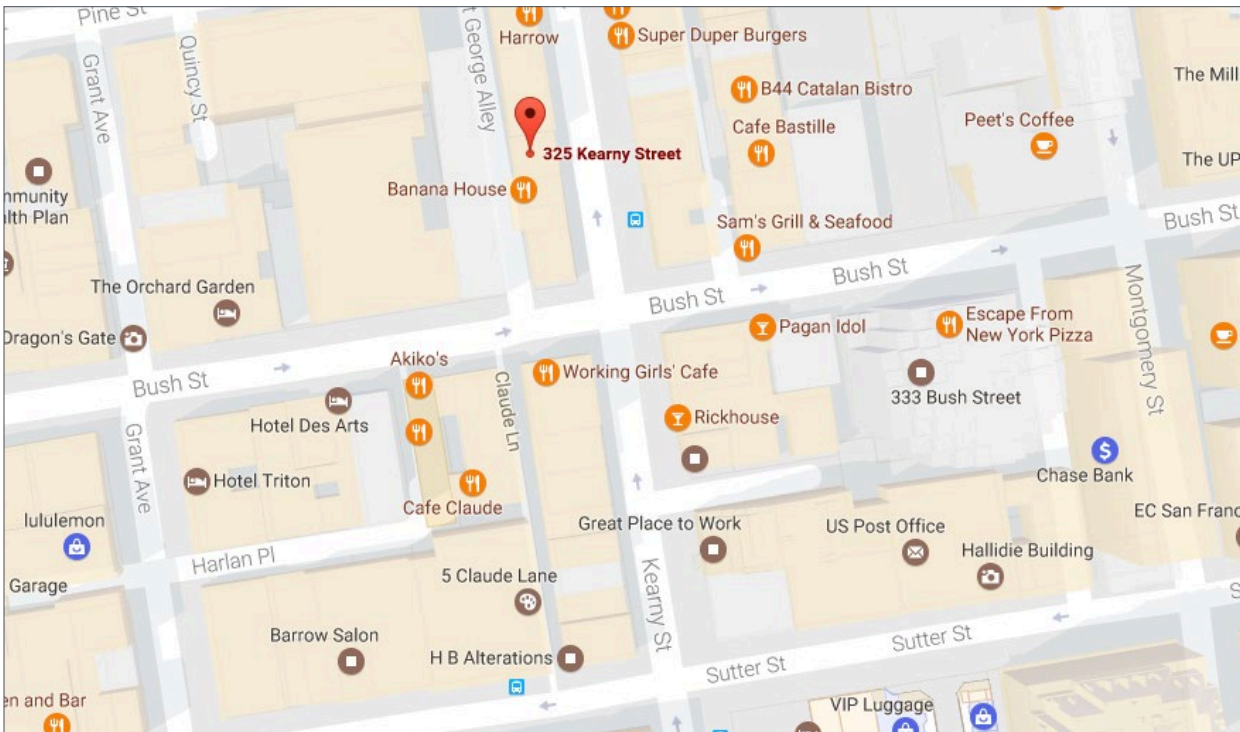 Pine St
Harrow
Super Duper Burgers
Grant Ave
Quincy St
t George Alley
The Mill
B44 Catalan Bistro
Peet's Coffee
Cafe Bastille
325 Kearny Street
The UP
mmunity
lth Plan
Banana House
Sam's Grill & Seafood
Bush St
Bush St
The Orchard Garden
Bush St
Montgomery St
Dragon's Gate
Pagan Idol
Escape From
New York Pizza
Akiko's
Bush St
Working Girls' Cafe
Claude Ln
333 Bush Street
Hotel Des Arts
Rickhouse
Grant Ave
Hotel Triton
Chase Bank
Cafe Claude
lululemon
Great Place to Work
US Post Office
EC San Franc
Hallidie Building
Harlan Pl
Garage
5 Claude Lane
Kearny St
S
Barrow Salon
H B Alterations
Sutter St
Sutter St
en and Bar
VIP Luggage